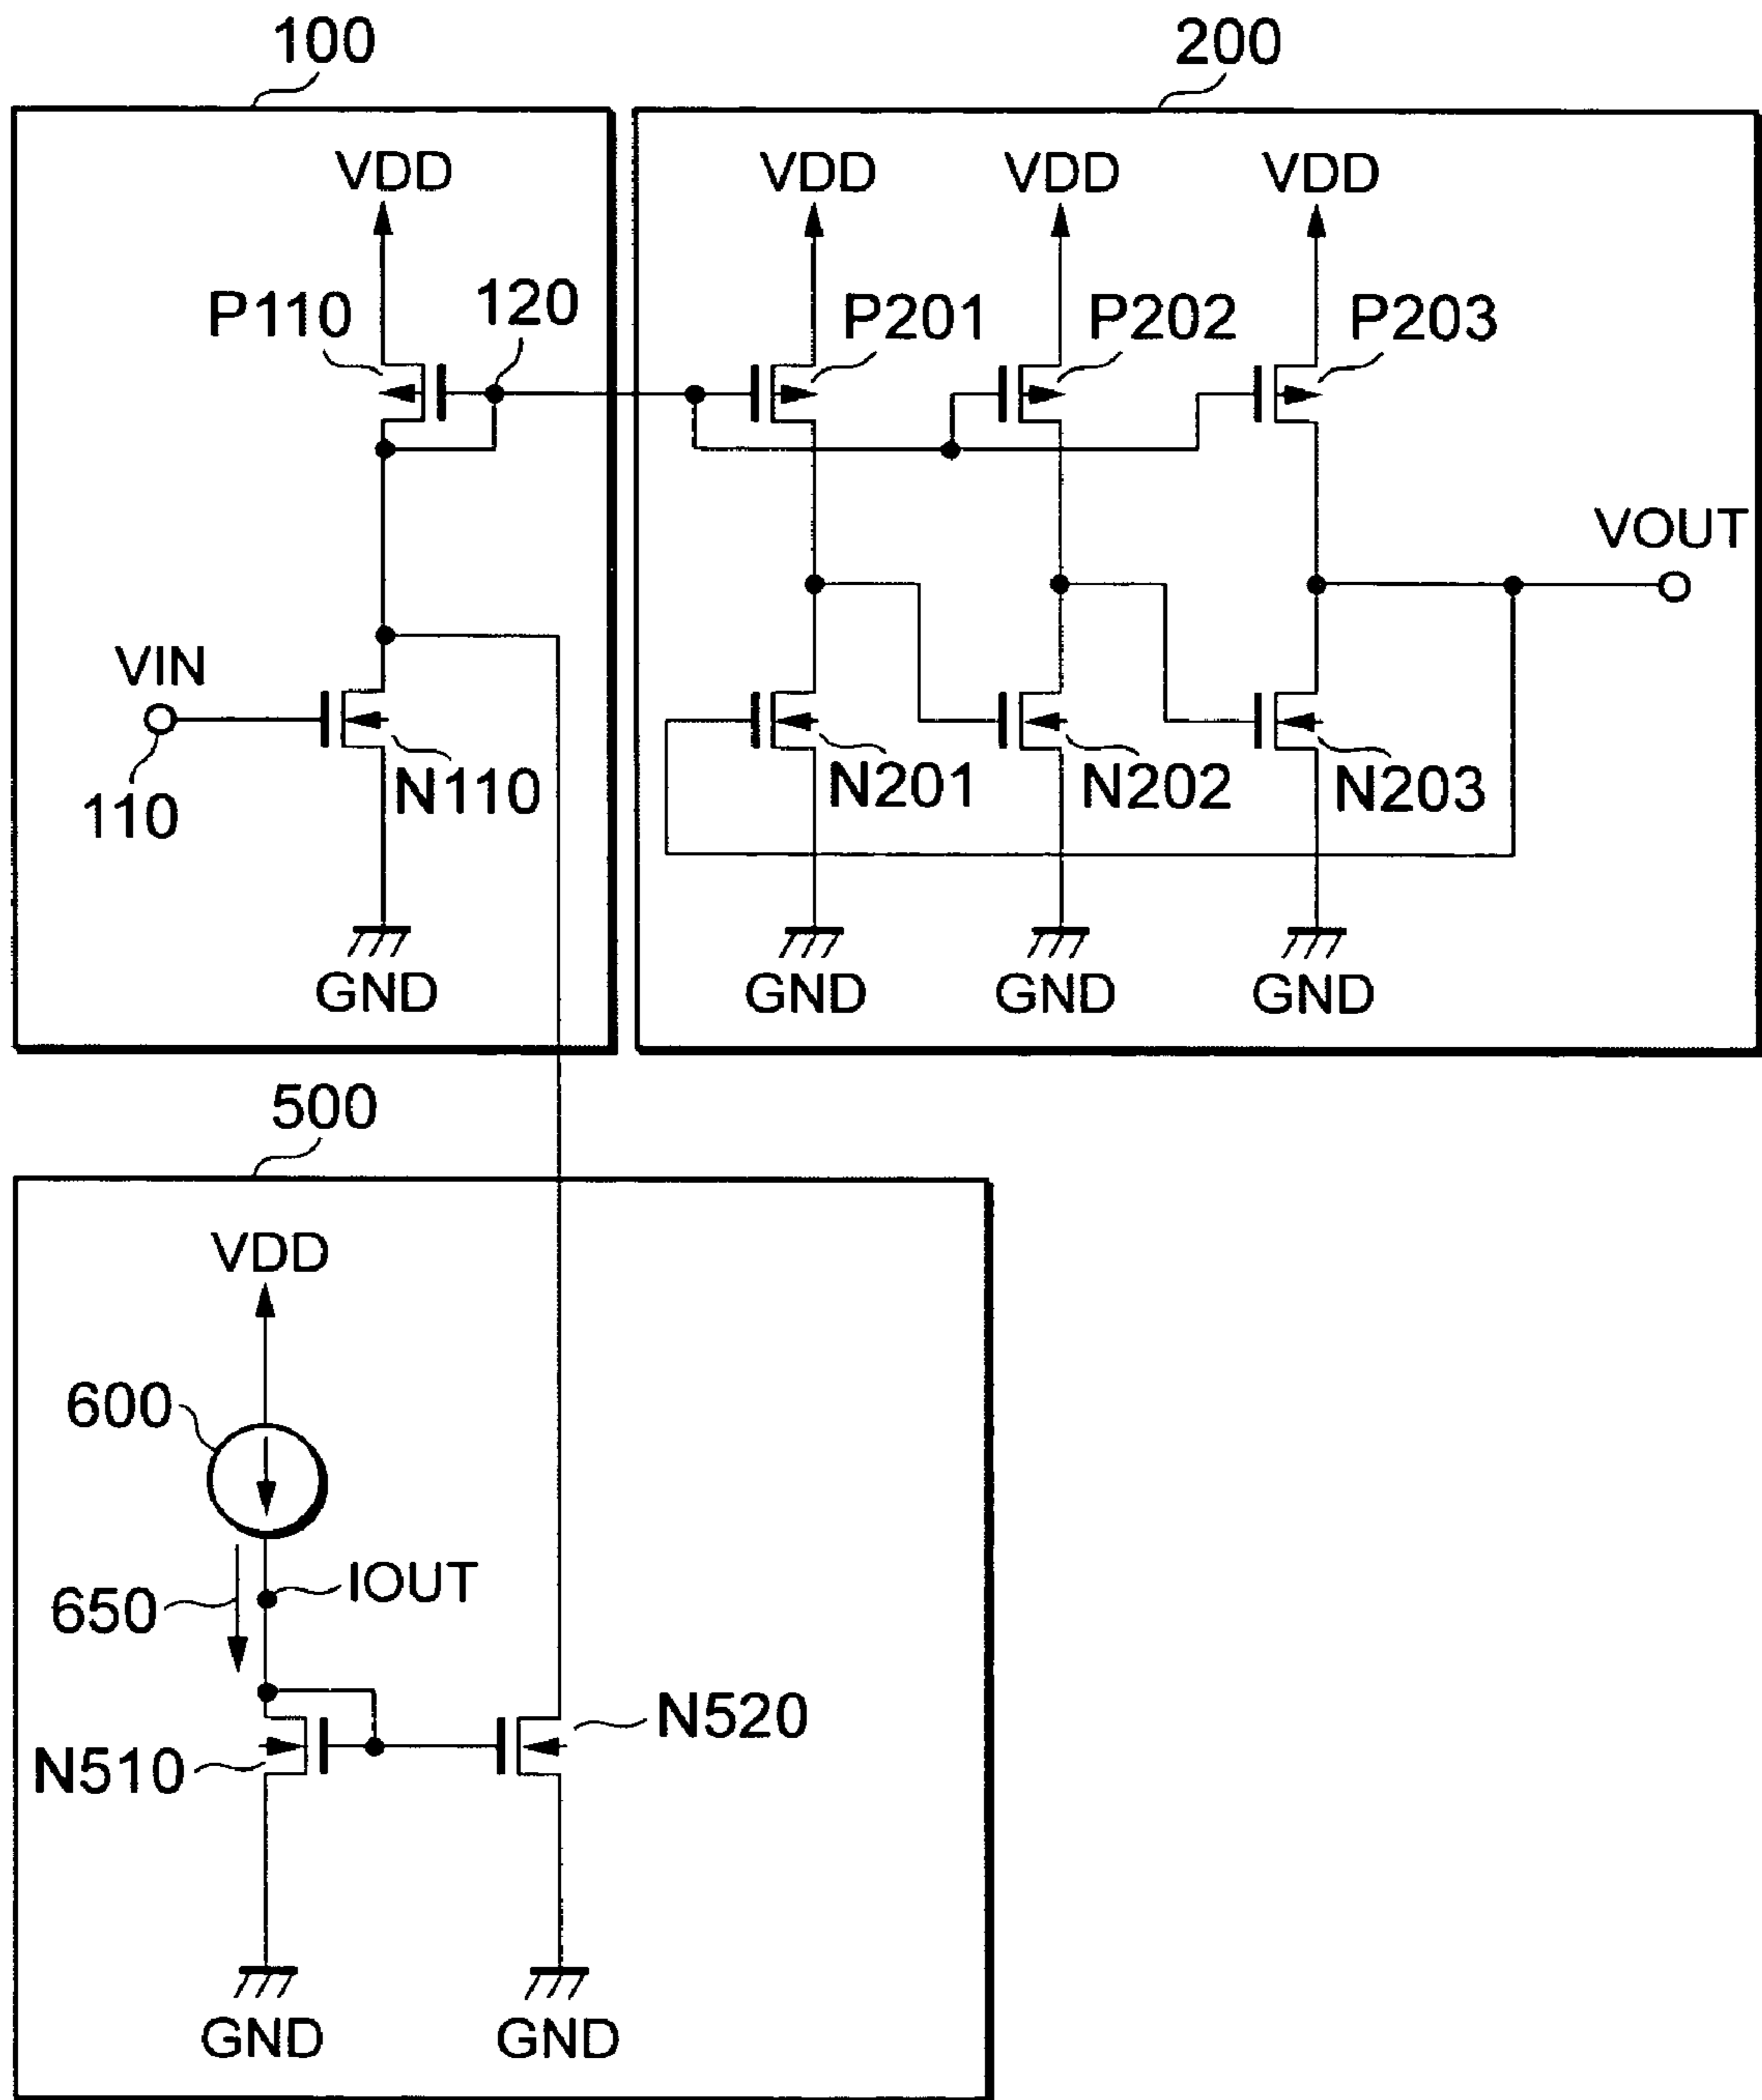 100
200
VDD
VDD
VDD
VDD
P110
120
P201
P202
P203
VOUT
VIN
110
N110
N201
N202
N203
GND
GND
GND
GND
500
VDD
600
650
IOUT
N510
N520
GND
GND